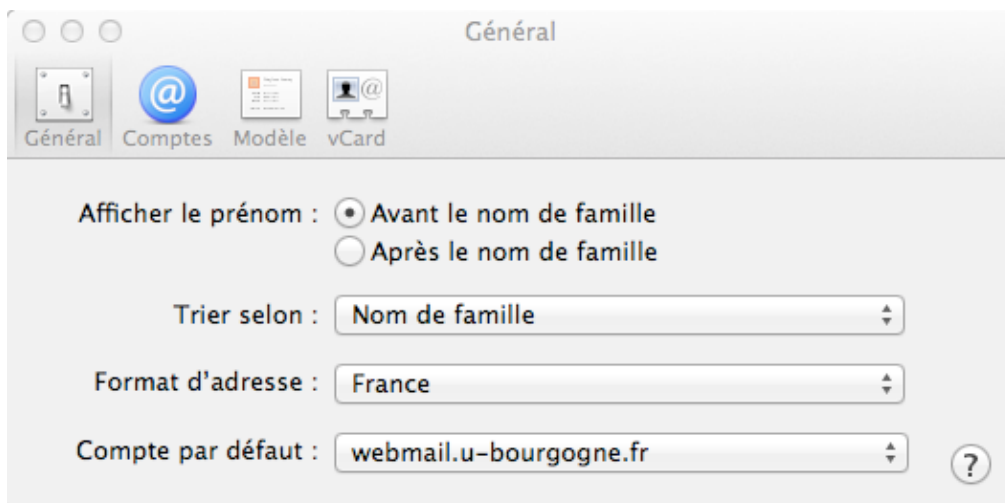 Général
Général Comptes Modèle vCard
Afficher le prénom : Avant le nom de famille
Après le nom de famille
Trier selon : Nom de famille
Format d'adresse : France
Compte par défaut : webmail.u-bourgogne.fr
?